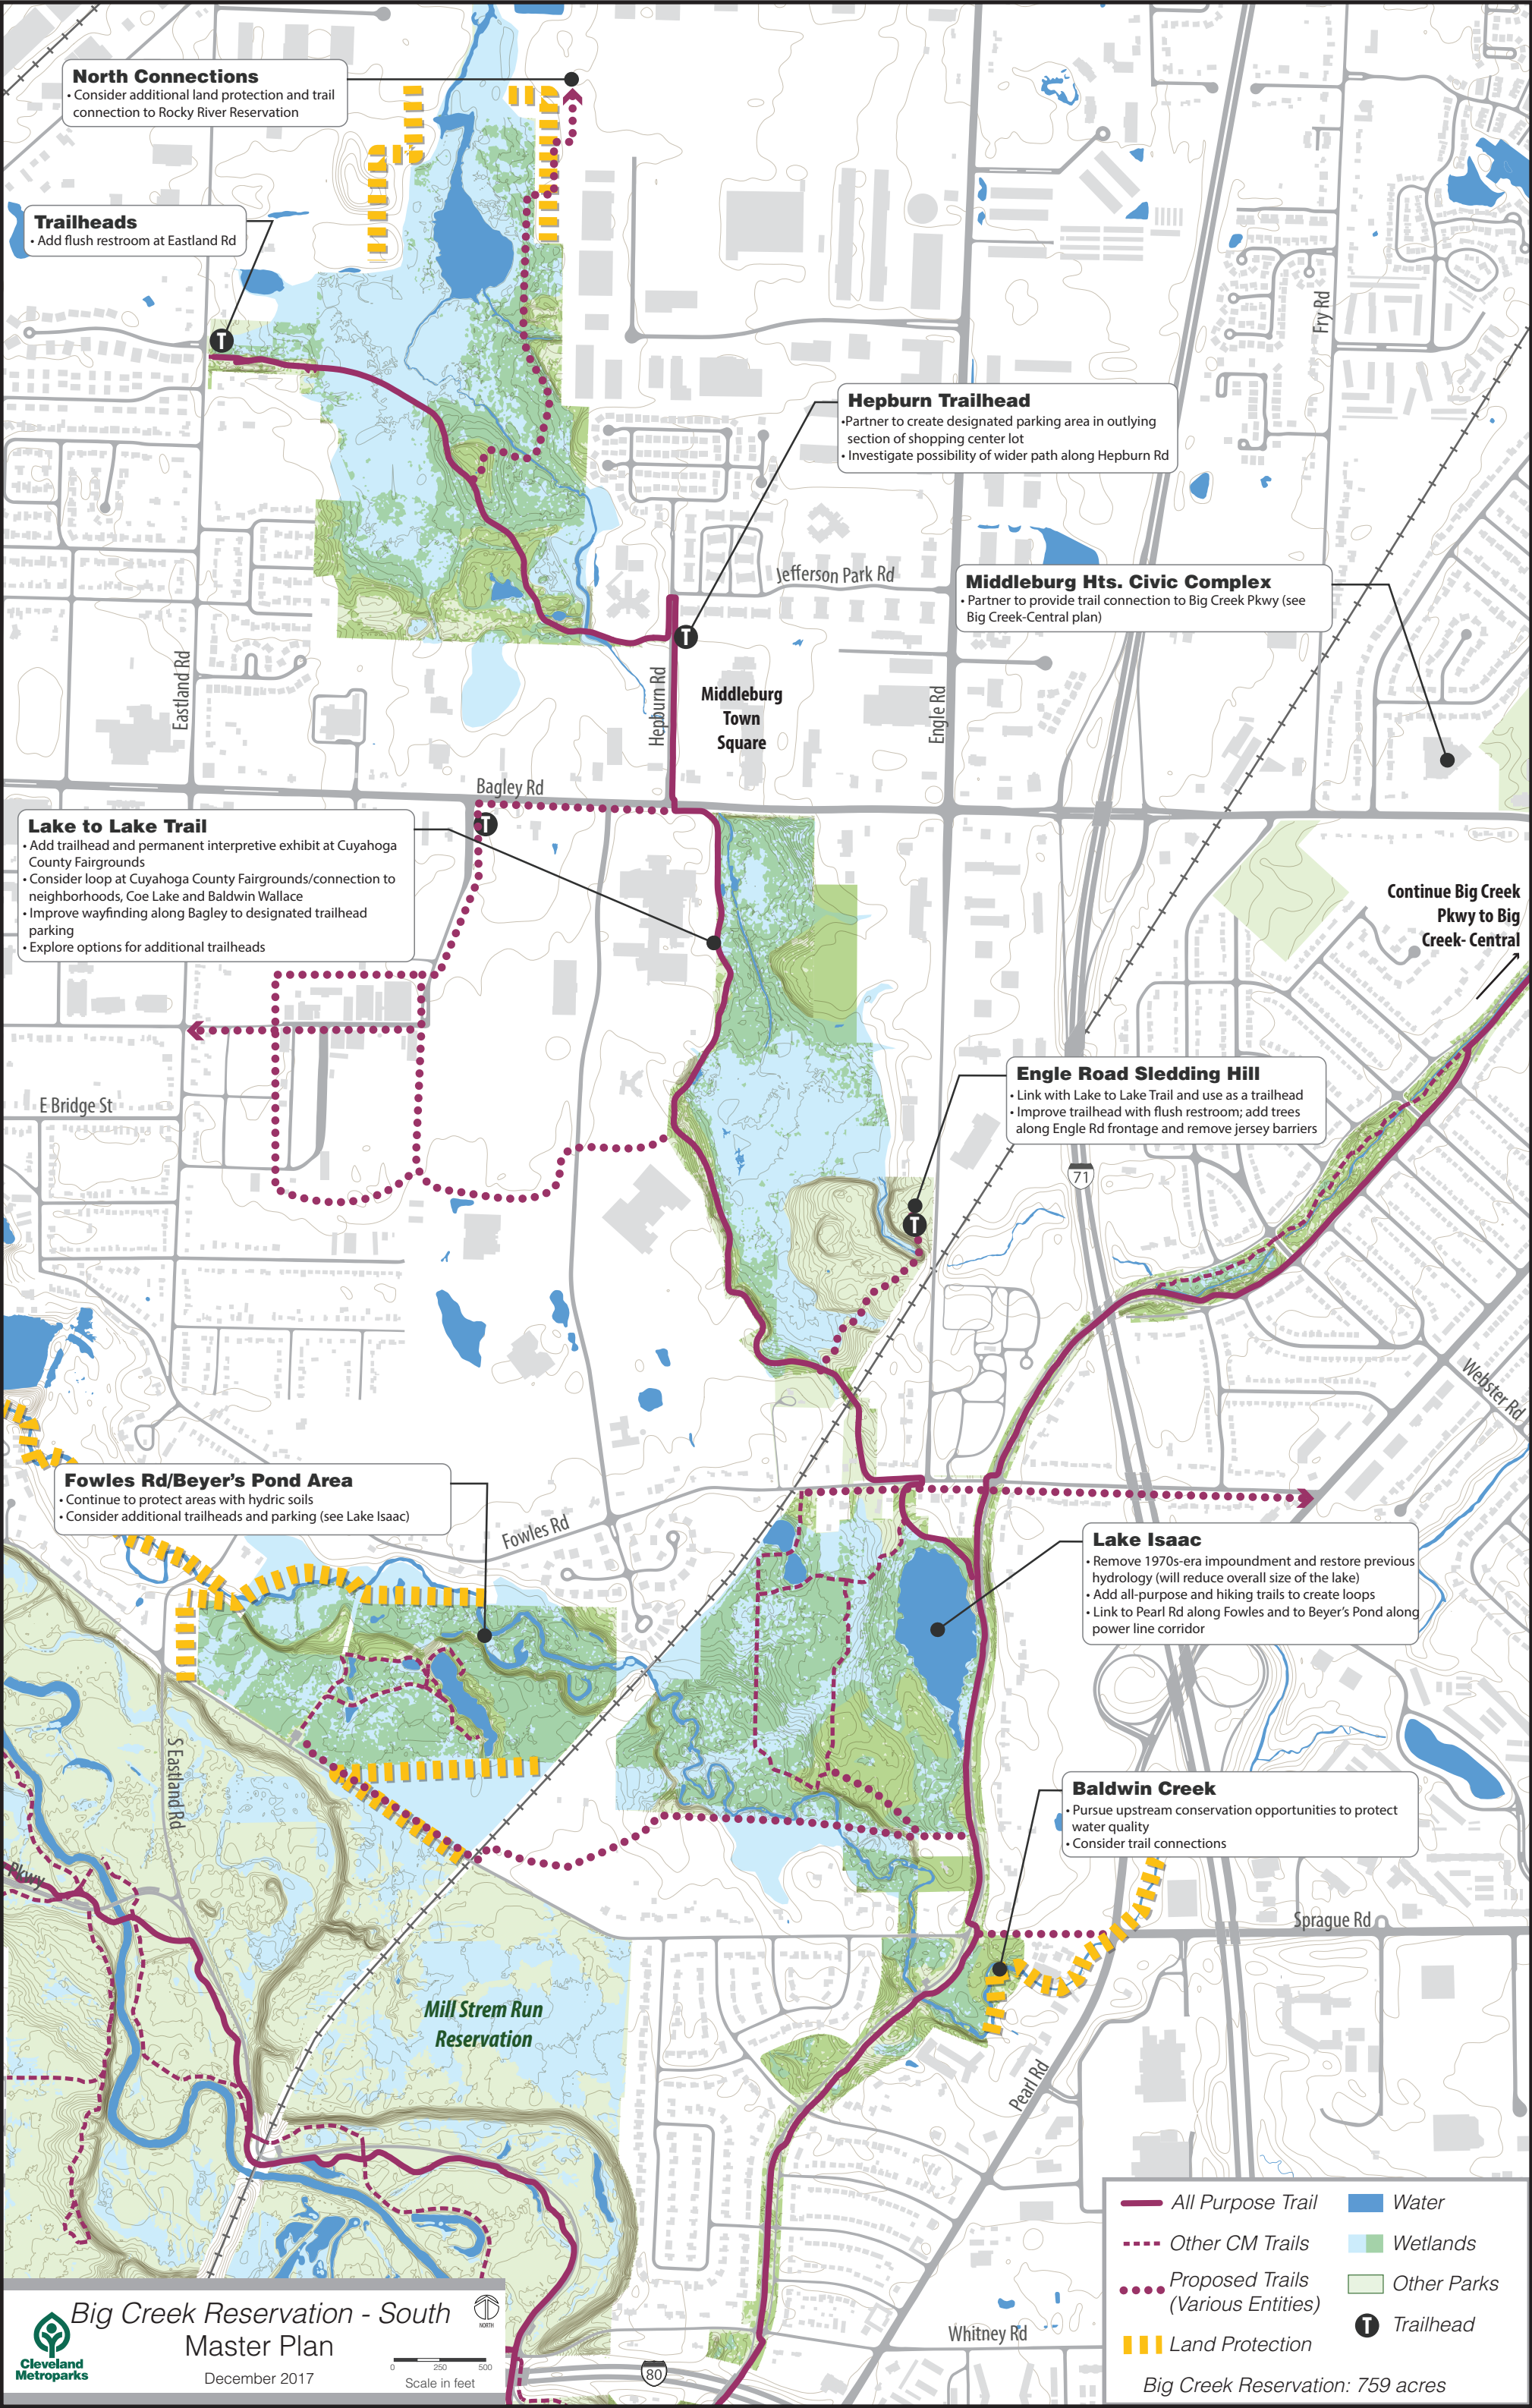 North Connections
• Consider additional land protection and trail
connection to Rocky River Reservation
Trailheads
• Add flush restroom at Eastland Rd
T
Fry Rd
Hepburn Trailhead
•Partner to create designated parking area in outlying
section of shopping center lot
• Investigate possibility of wider path along Hepburn Rd
Jefferson Park Rd
Middleburg Hts. Civic Complex
• Partner to provide trail connection to Big Creek Pkwy (see
Big Creek-Central plan)
T
Eastland Rd
Hepburn Rd
Middleburg
Town
Square
Engle Rd
Bagley Rd
T
Lake to Lake Trail
• Add trailhead and permanent interpretive exhibit at Cuyahoga
County Fairgrounds
• Consider loop at Cuyahoga County Fairgrounds/connection to
neighborhoods, Coe Lake and Baldwin Wallace
• Improve wayfinding along Bagley to designated trailhead
parking
• Explore options for additional trailheads
Continue Big Creek
Pkwy to Big
Creek- Central
E Bridge St
Engle Road Sledding Hill
• Link with Lake to Lake Trail and use as a trailhead
• Improve trailhead with flush restroom; add trees
along Engle Rd frontage and remove jersey barriers
71
T
Webster Rd
Fowles Rd/Beyer's Pond Area
• Continue to protect areas with hydric soils
• Consider additional trailheads and parking (see Lake Isaac)
Fowles Rd
Lake Isaac
• Remove 1970s-era impoundment and restore previous
hydrology (will reduce overall size of the lake)
• Add all-purpose and hiking trails to create loops
• Link to Pearl Rd along Fowles and to Beyer's Pond along
power line corridor
S Eastland Rd
Baldwin Creek
• Pursue upstream conservation opportunities to protect
water quality
• Consider trail connections
Pkwy
Sprague Rd
Mill Strem Run
Reservation
Pearl Rd
Whitney Rd
80
All Purpose Trail
Other CM Trails
Proposed Trails
(Various Entities)
Land Protection
Water
Wetlands
Other Parks
T Trailhead
Big Creek Reservation: 759 acres
Big Creek Reservation - South
Master Plan
December 2017
Cleveland
Metroparks
NORTH
0 250 500
Scale in feet